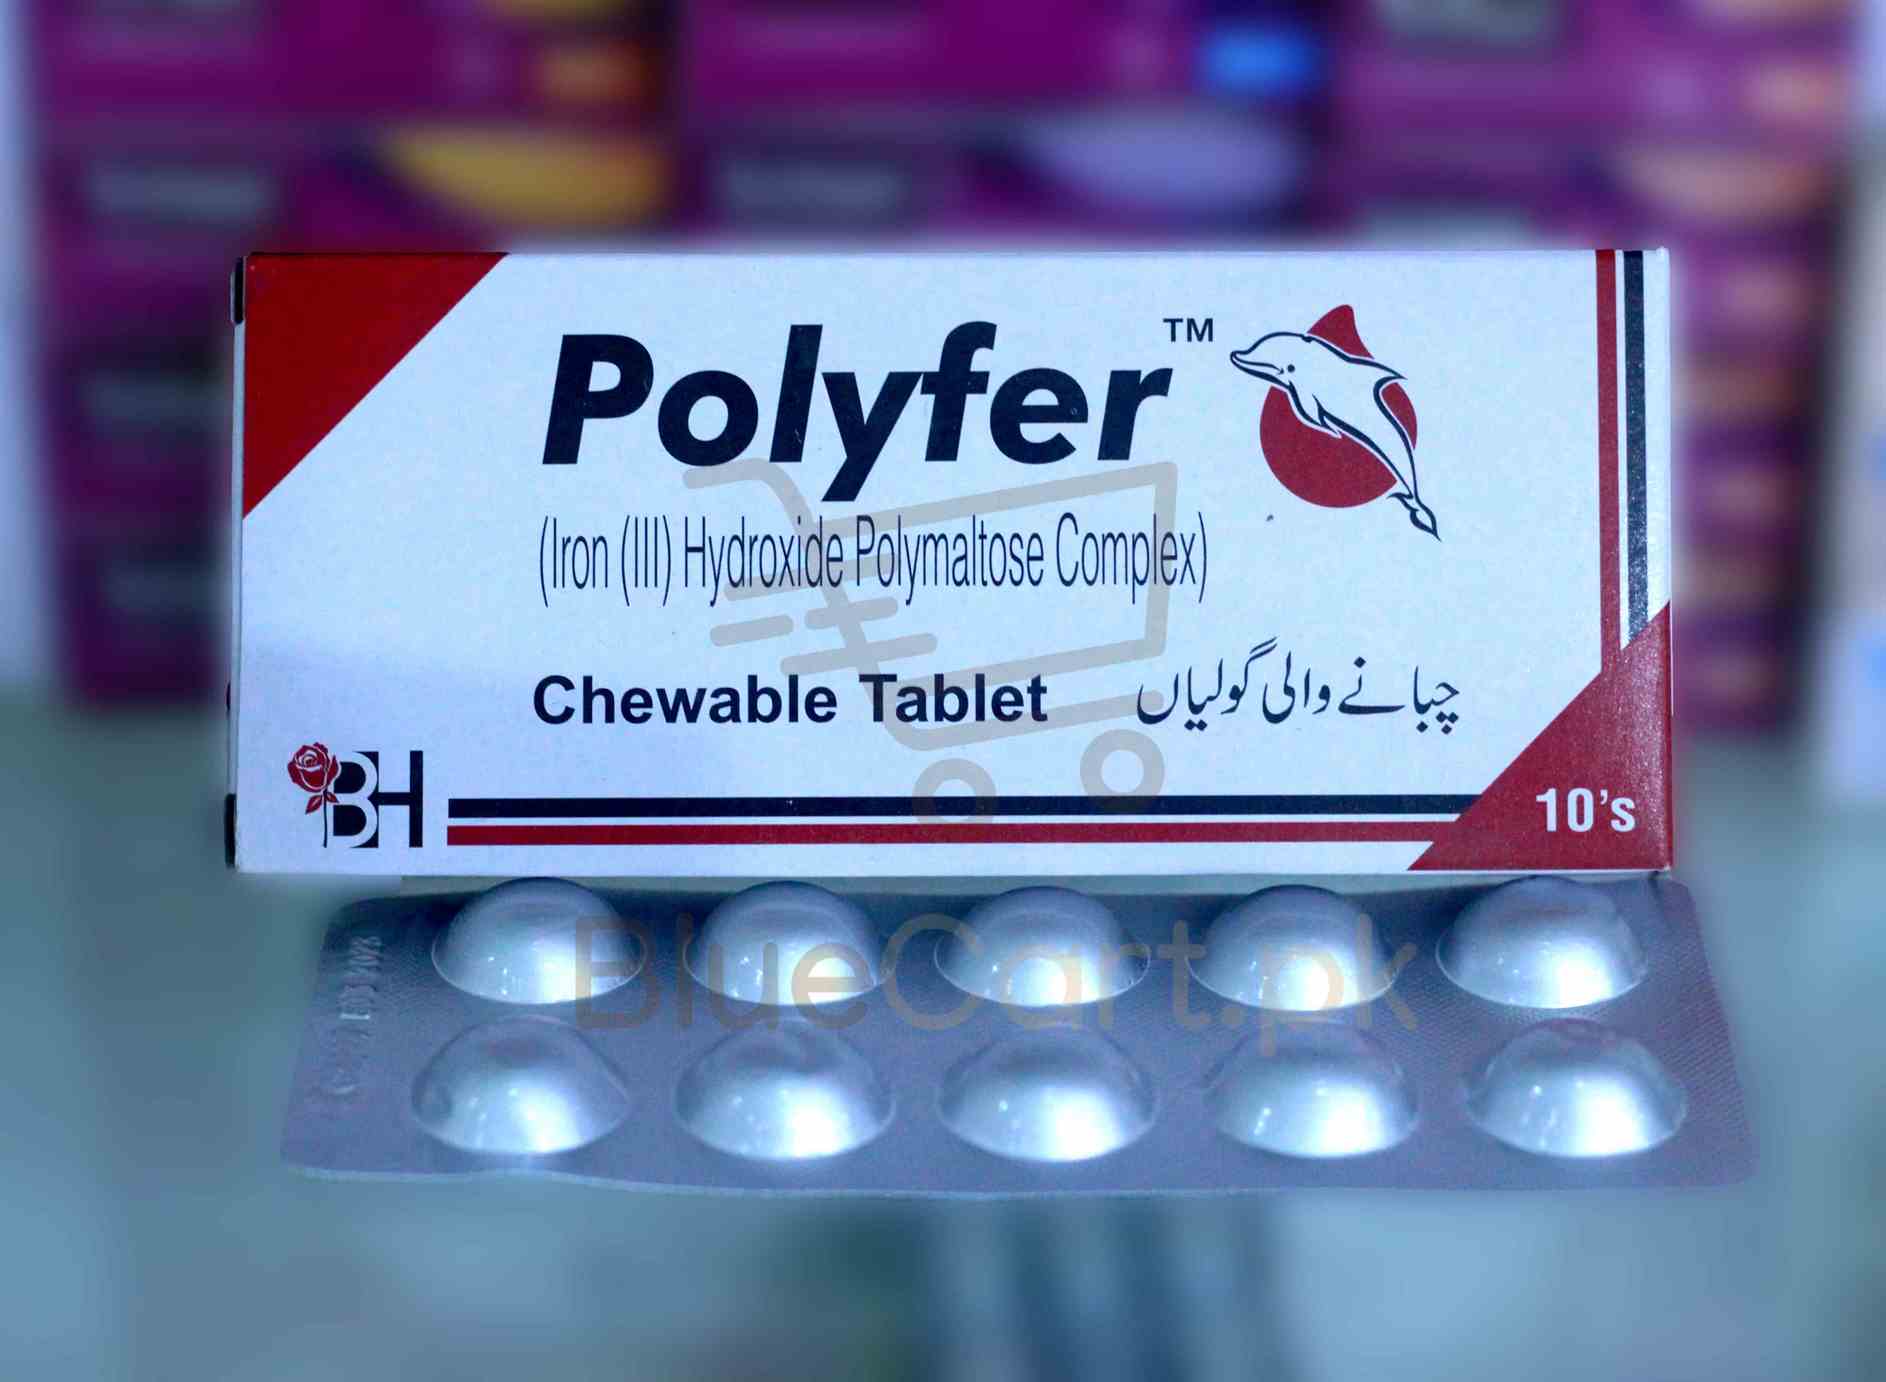 Polyfer™
(Iron (III) Hydroxide Polymaltose Complex)
Chewable Tablet چبانے والی گولیاں
BH
10's
BlueCart.pk